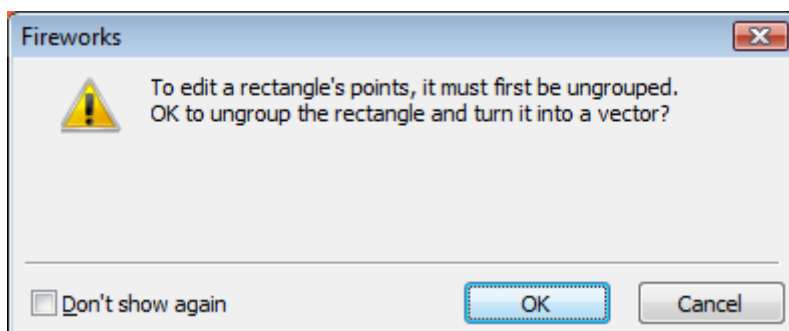 Fireworks
To edit a rectangle's points, it must first be ungrouped.
OK to ungroup the rectangle and turn it into a vector?
Don't show again
OK
Cancel